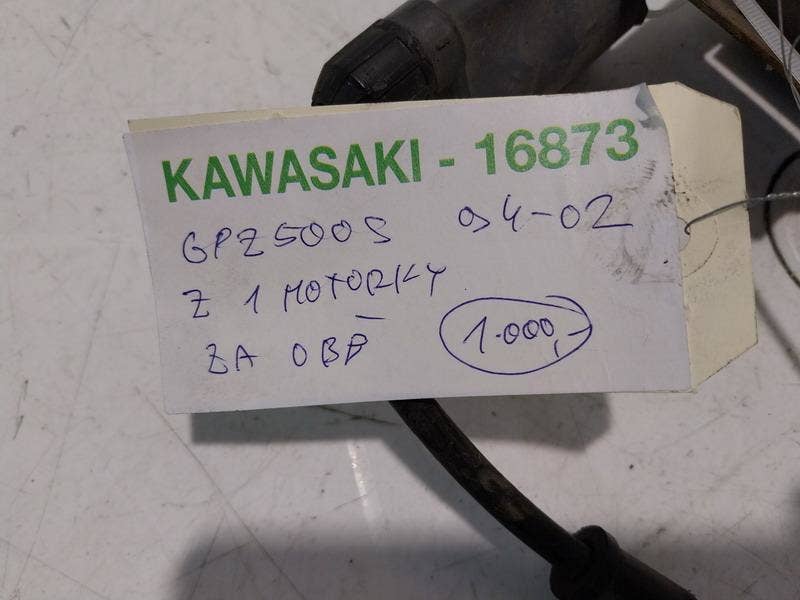 KAWASAKI - 16873
GPZ500S 94-02
Z 1 MOTORKY
ZA OBĚ 1.000,-